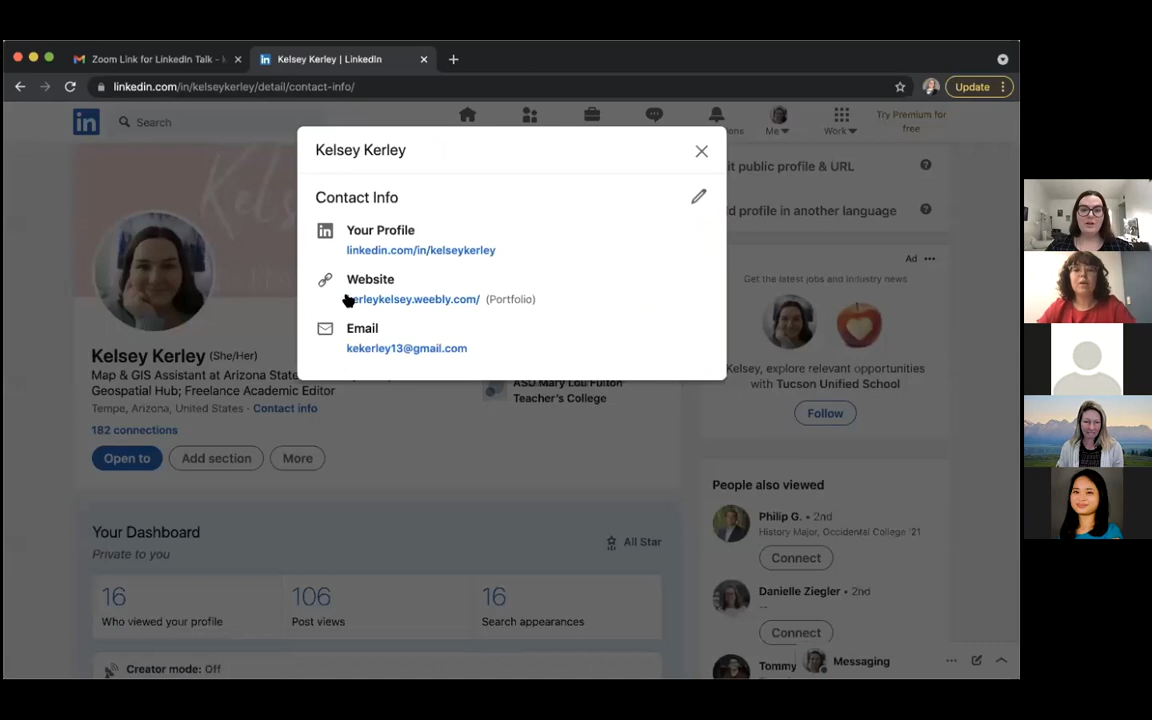 Zoom Link for LinkedIn Talk -
Kelsey Kerley | LinkedIn
linkedin.com/in/kelseykerley/detail/contact-info/
Update
in
Search
Me
Work
Try Premium for
free
Kelsey Kerley
Contact Info
Your Profile
linkedin.com/in/kelseykerley
Website
erleykelsey.weebly.com/ (Portfolio)
Email
kekerley13@gmail.com
it public profile & URL
d profile in another language
Ad
Get the latest jobs and industry news
Kelsey, explore relevant opportunities
with Tucson Unified School
Follow
Kelsey Kerley (She/Her)
Map & GIS Assistant at Arizona State
Geospatial Hub; Freelance Academic Editor
Tempe, Arizona, United States · Contact info
182 connections
ASU Mary Lou Fulton
Teacher's College
Open to
Add section
More
Your Dashboard
Private to you
All Star
16
Who viewed your profile
106
Post views
16
Search appearances
Creator mode: Off
People also viewed
Philip G. • 2nd
History Major, Occidental College '21
Connect
Danielle Ziegler • 2nd
--
Connect
Tommy
Messaging